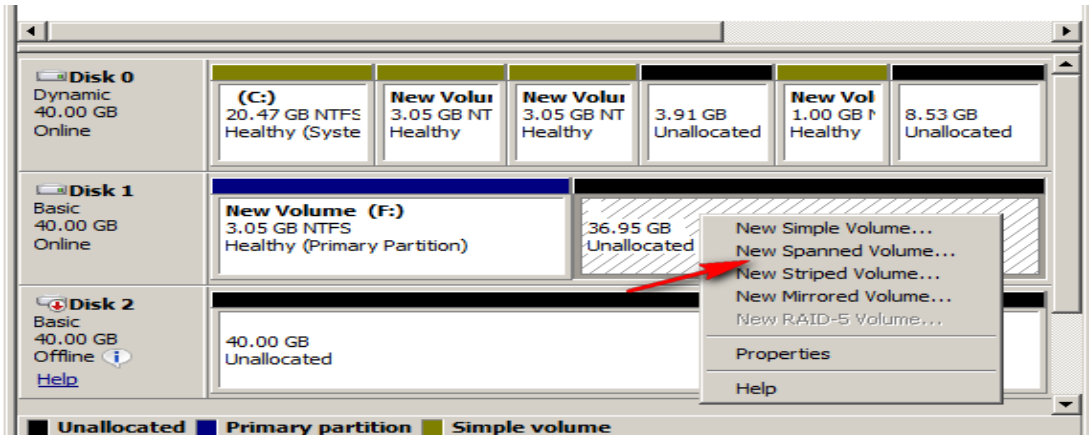 Disk 0
Dynamic
40.00 GB
Online
(C:)
20.47 GB NTFS
Healthy (Syste
New Volu
3.05 GB NT
Healthy
New Volu
3.05 GB NT
Healthy
3.91 GB
Unallocated
New Vol
1.00 GB N
Healthy
8.53 GB
Unallocated
Disk 1
Basic
40.00 GB
Online
New Volume (F:)
3.05 GB NTFS
Healthy (Primary Partition)
36.95 GB
Unallocated
New Simple Volume...
New Spanned Volume...
New Striped Volume...
New Mirrored Volume...
New RAID-5 Volume...
Properties
Help
Disk 2
Basic
40.00 GB
Offline
Help
40.00 GB
Unallocated
Unallocated Primary partition Simple volume